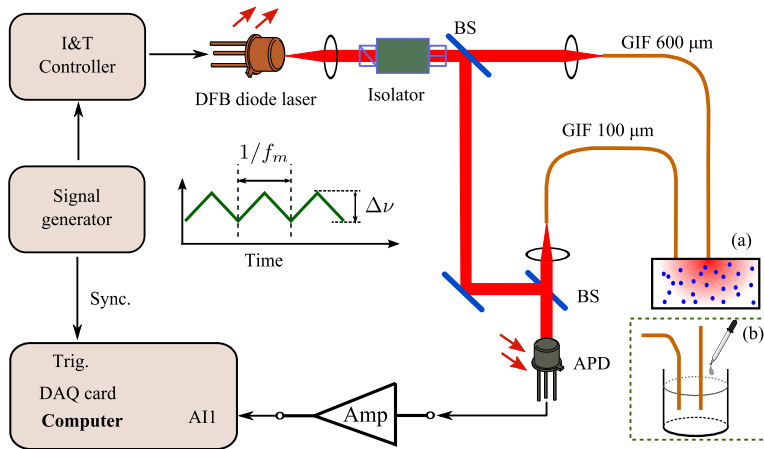 I&T
Controller
DFB diode laser
Isolator
BS
GIF 600 μm
GIF 100 μm
1/fₘ
Δν
Time
Signal
generator
Sync.
(a)
BS
(b)
APD
Trig.
DAQ card
Computer
AI1
Amp